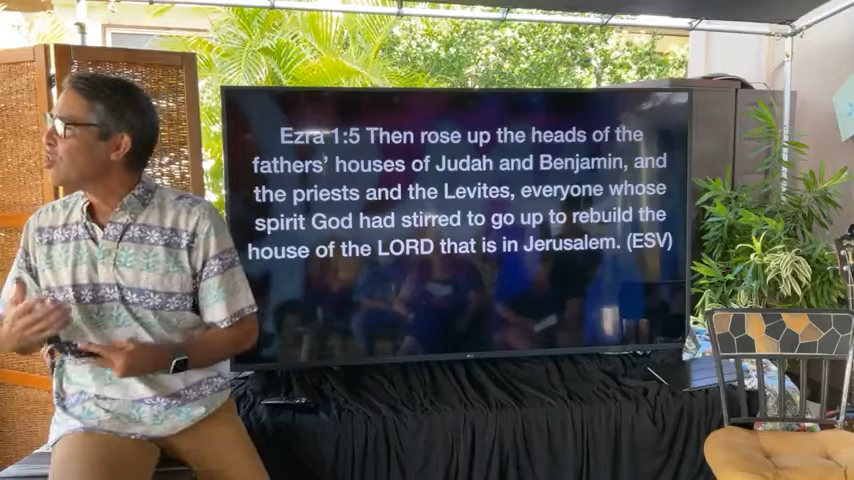 Ezra 1:5 Then rose up the heads of the
fathers' houses of Judah and Benjamin, and
the priests and the Levites, everyone whose
spirit God had stirred to go up to rebuild the
house of the LORD that is in Jerusalem. (ESV)
LG